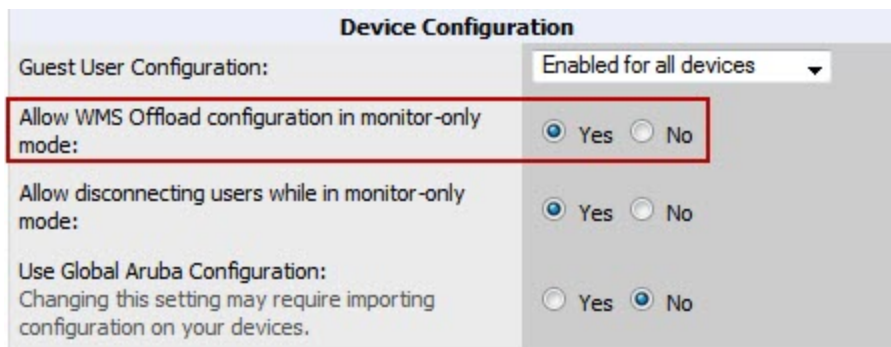 Device Configuration
Guest User Configuration: Enabled for all devices
Allow WMS Offload configuration in monitor-only
mode: Yes No
Allow disconnecting users while in monitor-only
mode: Yes No
Use Global Aruba Configuration:
Changing this setting may require importing Yes No
configuration on your devices.